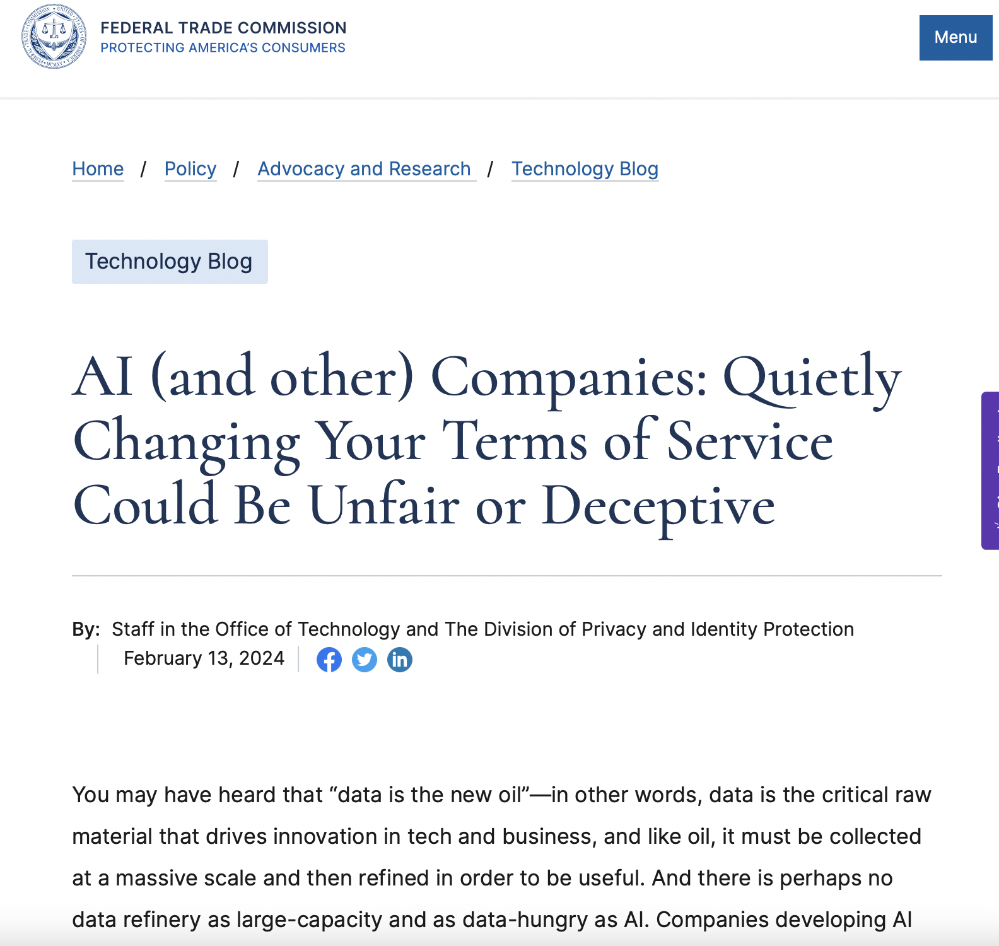 FEDERAL TRADE COMMISSION
PROTECTING AMERICA'S CONSUMERS
Menu
Home / Policy / Advocacy and Research / Technology Blog
Technology Blog
AI (and other) Companies: Quietly
Changing Your Terms of Service
Could Be Unfair or Deceptive
By: Staff in the Office of Technology and The Division of Privacy and Identity Protection
February 13, 2024
You may have heard that “data is the new oil”—in other words, data is the critical raw
material that drives innovation in tech and business, and like oil, it must be collected
at a massive scale and then refined in order to be useful. And there is perhaps no
data refinery as large-capacity and as data-hungry as AI. Companies developing AI